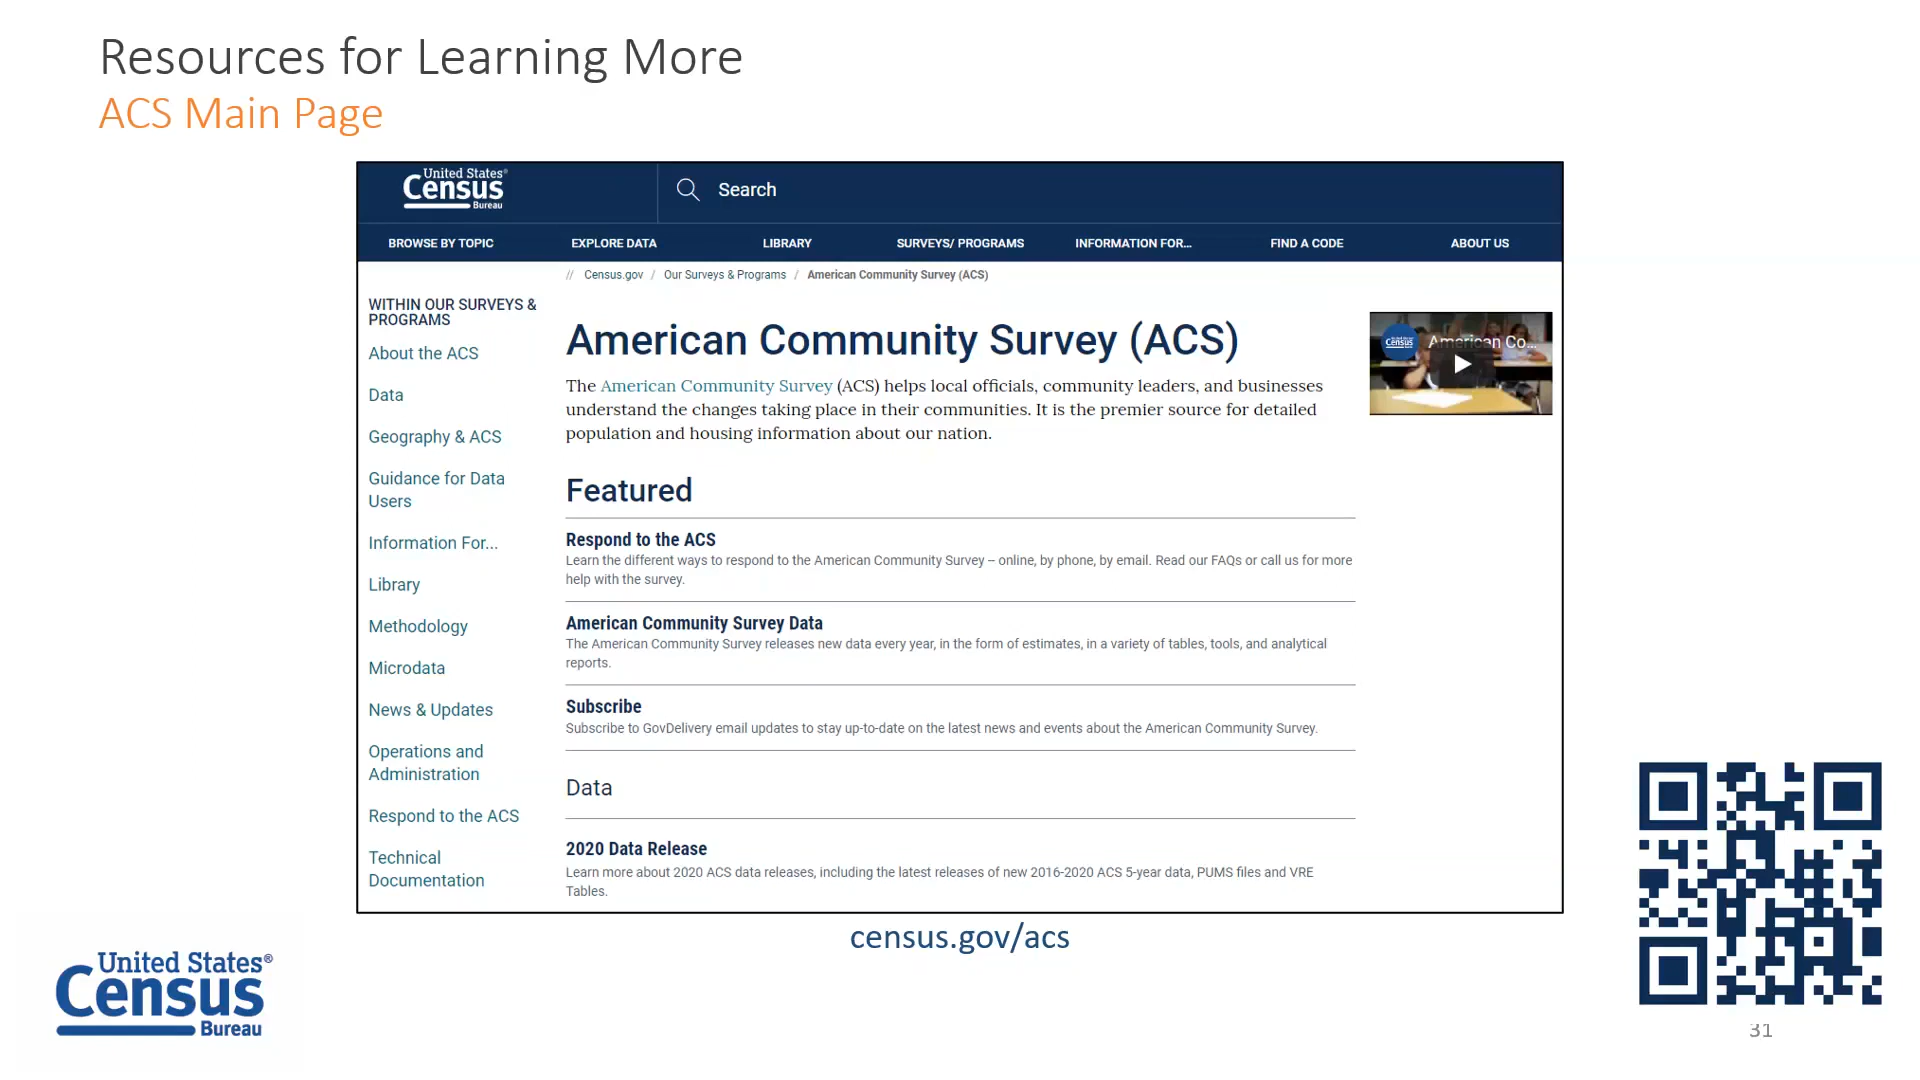 Resources for Learning More
ACS Main Page
United States®
Census
Bureau
Search
BROWSE BY TOPIC
EXPLORE DATA
LIBRARY
SURVEYS/ PROGRAMS
INFORMATION FOR...
FIND A CODE
ABOUT US
// Census.gov / Our Surveys & Programs / American Community Survey (ACS)
WITHIN OUR SURVEYS &
PROGRAMS
About the ACS
Data
Geography & ACS
Guidance for Data
Users
Information For...
Library
Methodology
Microdata
News & Updates
Operations and
Administration
Respond to the ACS
Technical
Documentation
American Community Survey (ACS)
The American Community Survey (ACS) helps local officials, community leaders, and businesses
understand the changes taking place in their communities. It is the premier source for detailed
population and housing information about our nation.
Census
American Co...
Featured
Respond to the ACS
Learn the different ways to respond to the American Community Survey – online, by phone, by email. Read our FAQs or call us for more
help with the survey.
American Community Survey Data
The American Community Survey releases new data every year, in the form of estimates, in a variety of tables, tools, and analytical
reports.
Subscribe
Subscribe to GovDelivery email updates to stay up-to-date on the latest news and events about the American Community Survey.
Data
2020 Data Release
Learn more about 2020 ACS data releases, including the latest releases of new 2016-2020 ACS 5-year data, PUMS files and VRE
Tables.
census.gov/acs
United States®
Census
Bureau
31